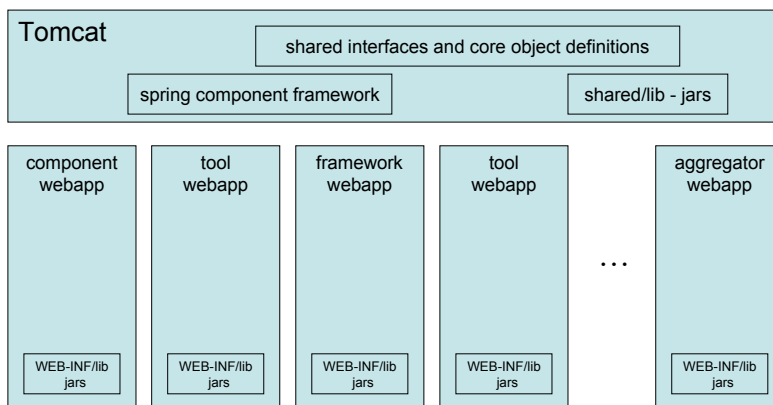 Tomcat
shared interfaces and core object definitions
spring component framework
shared/lib - jars
component
webapp
tool
webapp
framework
webapp
tool
webapp
aggregator
webapp
...
WEB-INF/lib
jars
WEB-INF/lib
jars
WEB-INF/lib
jars
WEB-INF/lib
jars
WEB-INF/lib
jars